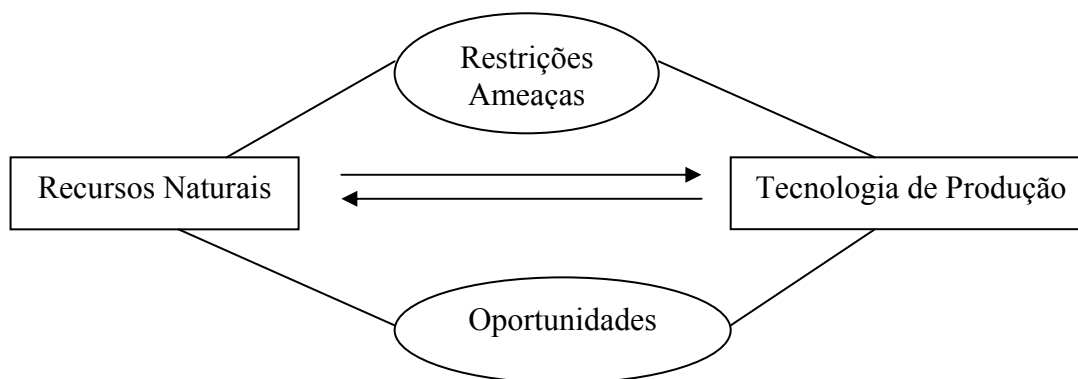 Restrições
Ameaças
Recursos Naturais
Tecnologia de Produção
Oportunidades